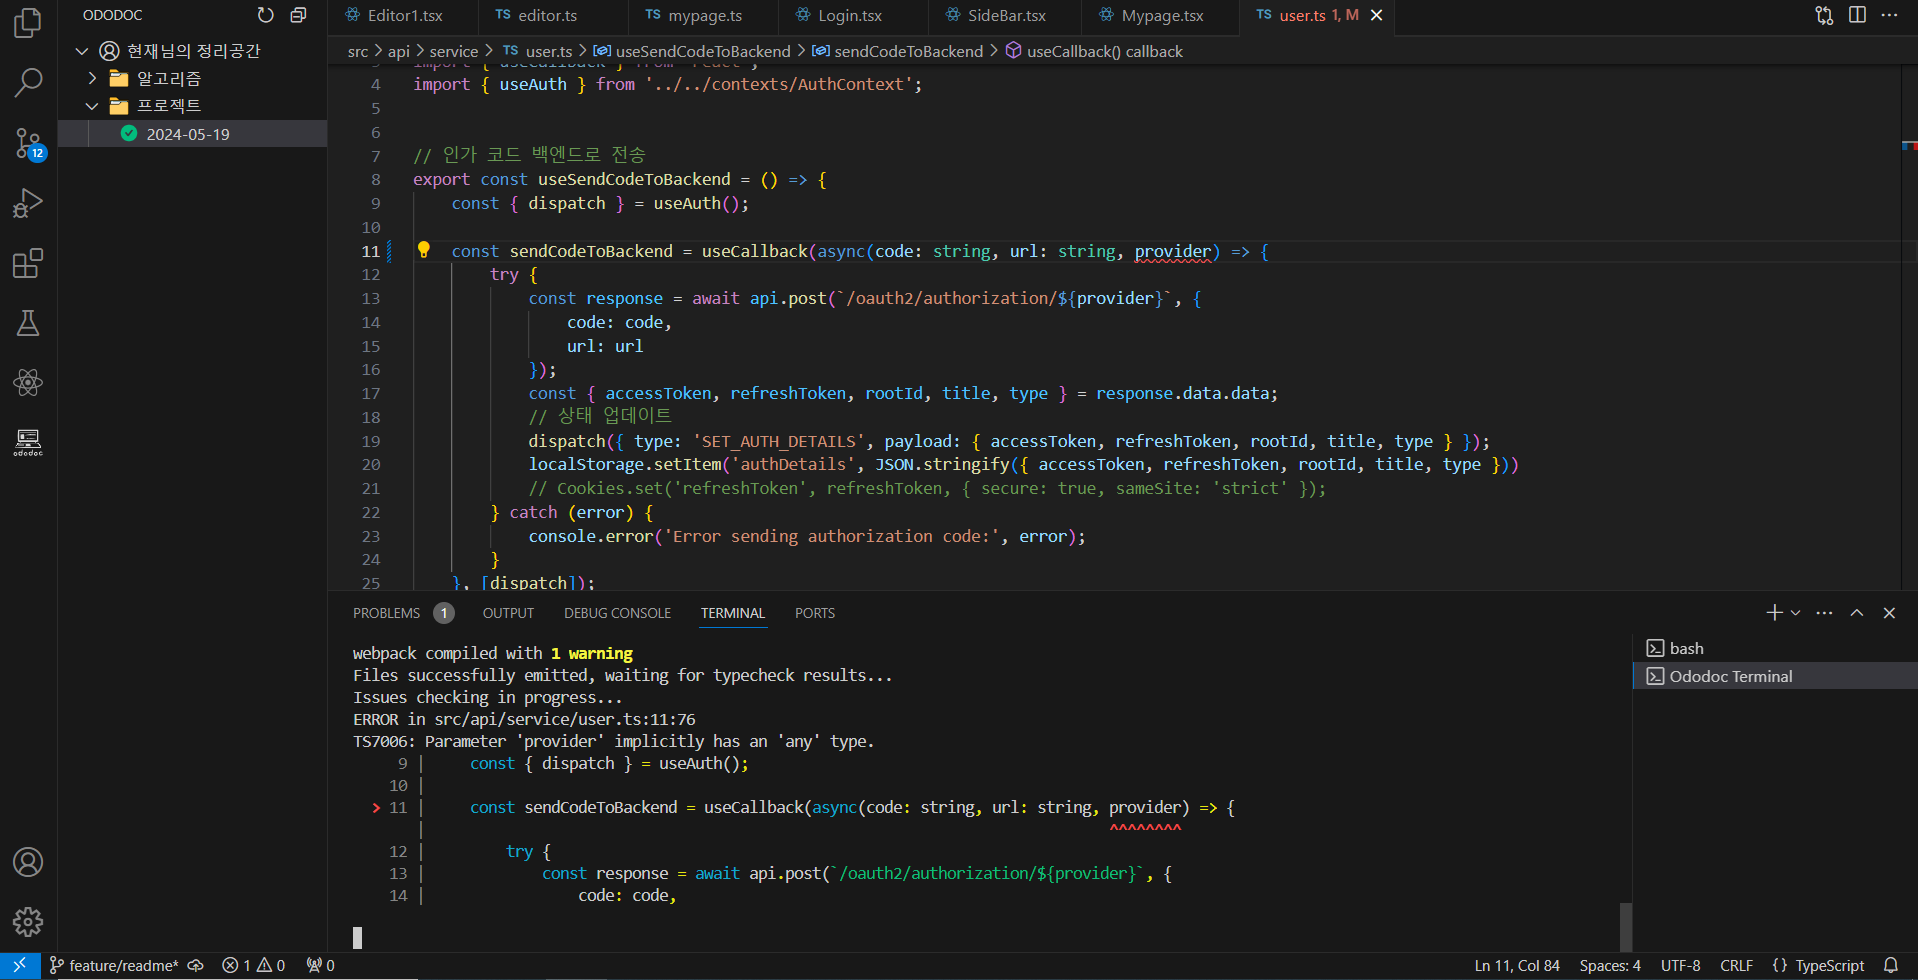 ODODOC
현재님의 정리공간
알고리즘
프로젝트
2024-05-19
12
Editor1.tsx
TS editor.ts
TS mypage.ts
Login.tsx
SideBar.tsx
Mypage.tsx
TS user.ts 1, M
src > api > service > TS user.ts > useSendCodeToBackend > sendCodeToBackend > useCallback() callback
4 import { useAuth } from '../../contexts/AuthContext';
5
6
7 // 인가 코드 백엔드로 전송
8 export const useSendCodeToBackend = () => {
9 const { dispatch } = useAuth();
10
11 const sendCodeToBackend = useCallback(async(code: string, url: string, provider) => {
12 try {
13 const response = await api.post(`/oauth2/authorization/${provider}`, {
14 code: code,
15 url: url
16 });
17 const { accessToken, refreshToken, rootId, title, type } = response.data.data;
18 // 상태 업데이트
19 dispatch({ type: 'SET_AUTH_DETAILS', payload: { accessToken, refreshToken, rootId, title, type } });
20 localStorage.setItem('authDetails', JSON.stringify({ accessToken, refreshToken, rootId, title, type }))
21 // Cookies.set('refreshToken', refreshToken, { secure: true, sameSite: 'strict' });
22 } catch (error) {
23 console.error('Error sending authorization code:', error);
24 }
25 }, [dispatch]);
PROBLEMS 1 OUTPUT DEBUG CONSOLE TERMINAL PORTS
webpack compiled with 1 warning
Files successfully emitted, waiting for typecheck results...
Issues checking in progress...
ERROR in src/api/service/user.ts:11:76
TS7006: Parameter 'provider' implicitly has an 'any' type.
9 | const { dispatch } = useAuth();
10 |
> 11 | const sendCodeToBackend = useCallback(async(code: string, url: string, provider) => {
| ^^^^^^^^
12 | try {
13 | const response = await api.post(`/oauth2/authorization/${provider}`, {
14 | code: code,
bash
Ododoc Terminal
ododoc
feature/readme* 1 0 0
Ln 11, Col 84 Spaces: 4 UTF-8 CRLF {} TypeScript